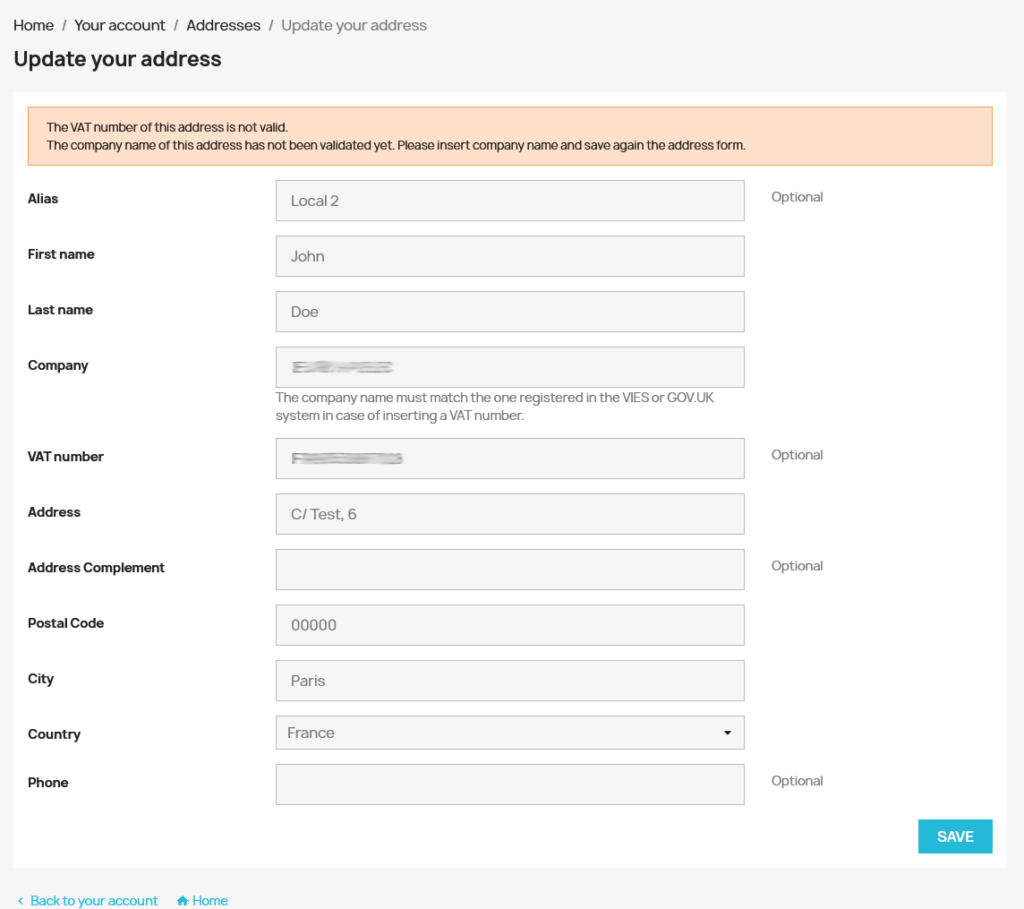 Home / Your account / Addresses / Update your address
Update your address
The VAT number of this address is not valid.
The company name of this address has not been validated yet. Please insert company name and save again the address form.
Alias Local 2 Optional
First name John
Last name Doe
Company
The company name must match the one registered in the VIES or GOV.UK
system in case of inserting a VAT number.
VAT number Optional
Address C/ Test, 6
Address Complement Optional
Postal Code 00000
City Paris
Country France
Phone Optional
SAVE
Back to your account Home